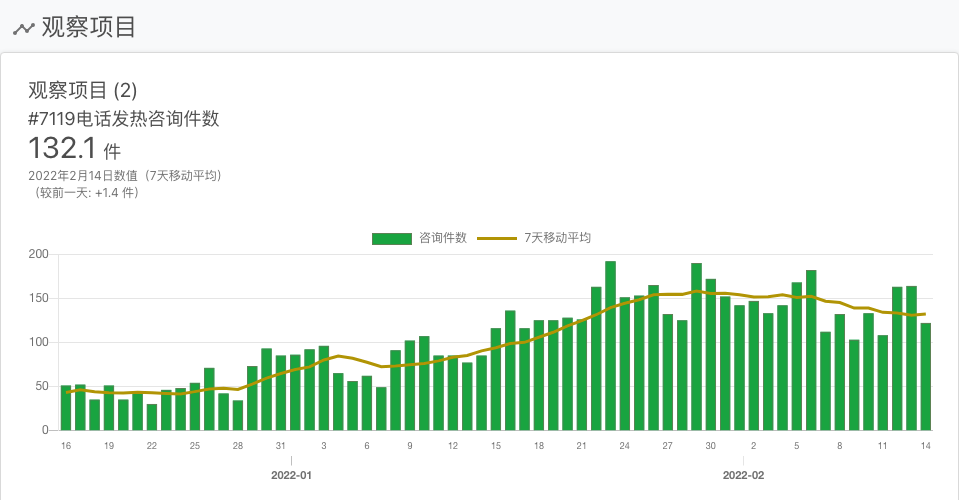 观察项目
观察项目 (2)
#7119电话发热咨询件数
132.1 件
2022年2月14日数值（7天移动平均）
（较前一天: +1.4 件）
咨询件数 7天移动平均
200
150
100
50
0
16 19 22 25 28 31 3 6 9 12 15 18 21 24 27 30 2 5 8 11 14
2022-01 2022-02